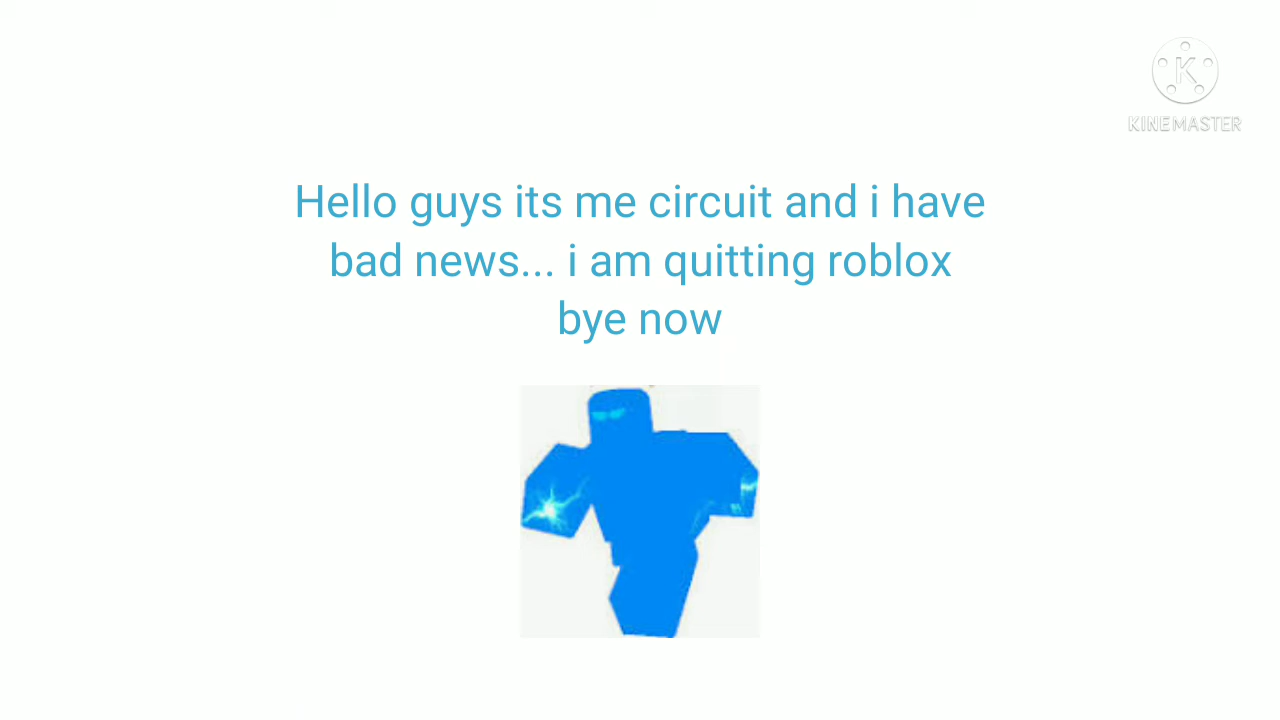 KINEMASTER
Hello guys its me circuit and i have
bad news... i am quitting roblox
bye now